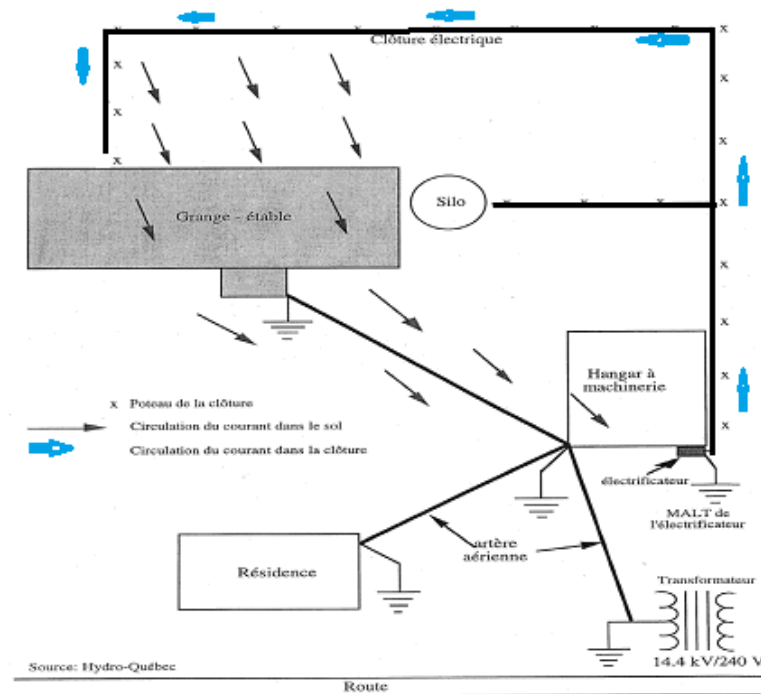 Clôture électrique
Grange - étable
Silo
Hangar à
machinerie
x Poteau de la clôture
Circulation du courant dans le sol
Circulation du courant dans la clôture
électrificateur
MALT de
l'électrificateur
artère
aérienne
Résidence
Transformateur
14.4 kV/240 V
Source: Hydro-Québec
Route